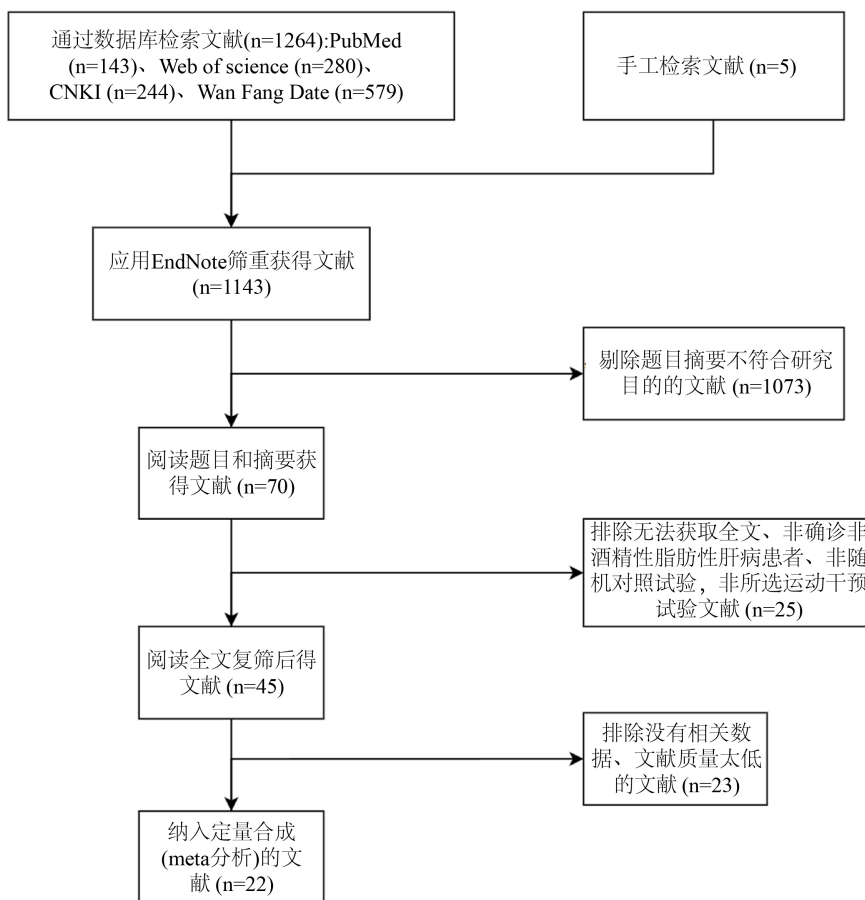 通过数据库检索文献(n=1264):PubMed
(n=143)、Web of science (n=280)、
CNKI (n=244)、Wan Fang Date (n=579)
手工检索文献 (n=5)
应用EndNote筛重获得文献
(n=1143)
剔除题目摘要不符合研究
目的的文献 (n=1073)
阅读题目和摘要获
得文献 (n=70)
排除无法获取全文、非确诊非
酒精性脂肪性肝病患者、非随
机对照试验，非所选运动干预
试验文献 (n=25)
阅读全文复筛后得
文献 (n=45)
排除没有相关数
据、文献质量太低
的文献 (n=23)
纳入定量合成
(meta分析)的文
献 (n=22)